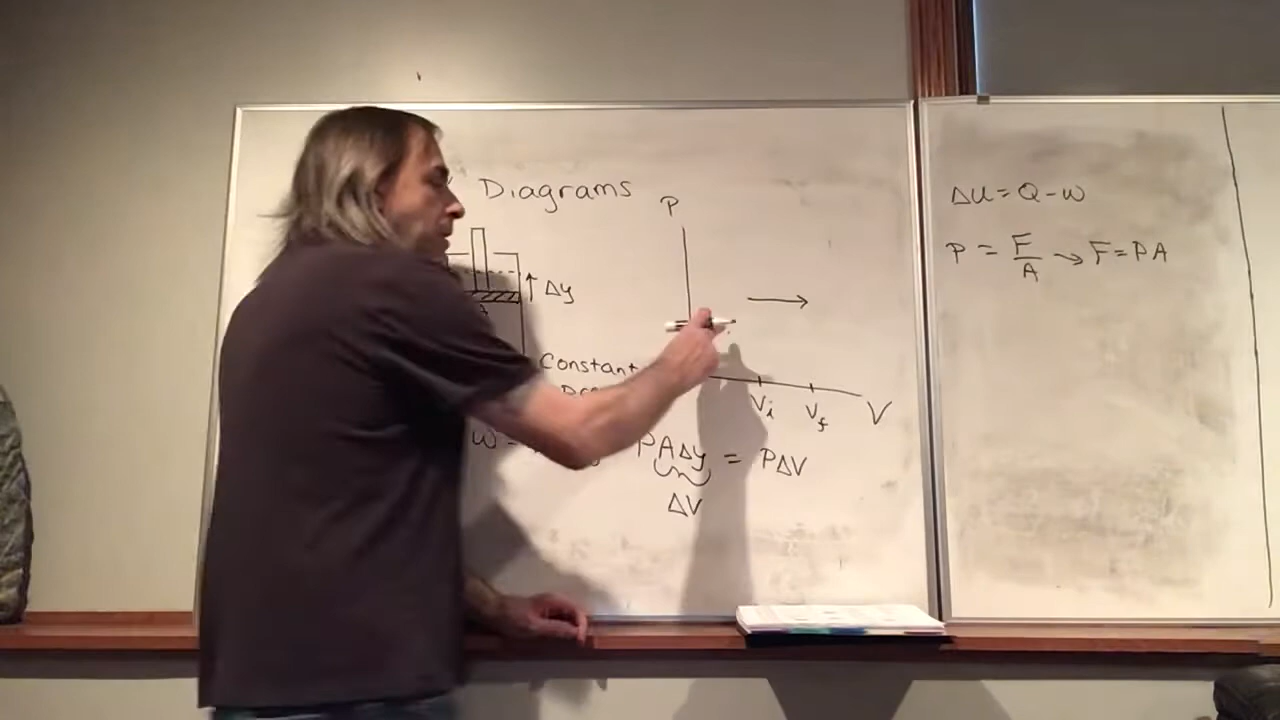 Diagrams
P
Δy
Constant
Vi Vf V
W = PAΔy = PΔV
ΔV
ΔU = Q - W
P = F/A → F = PA